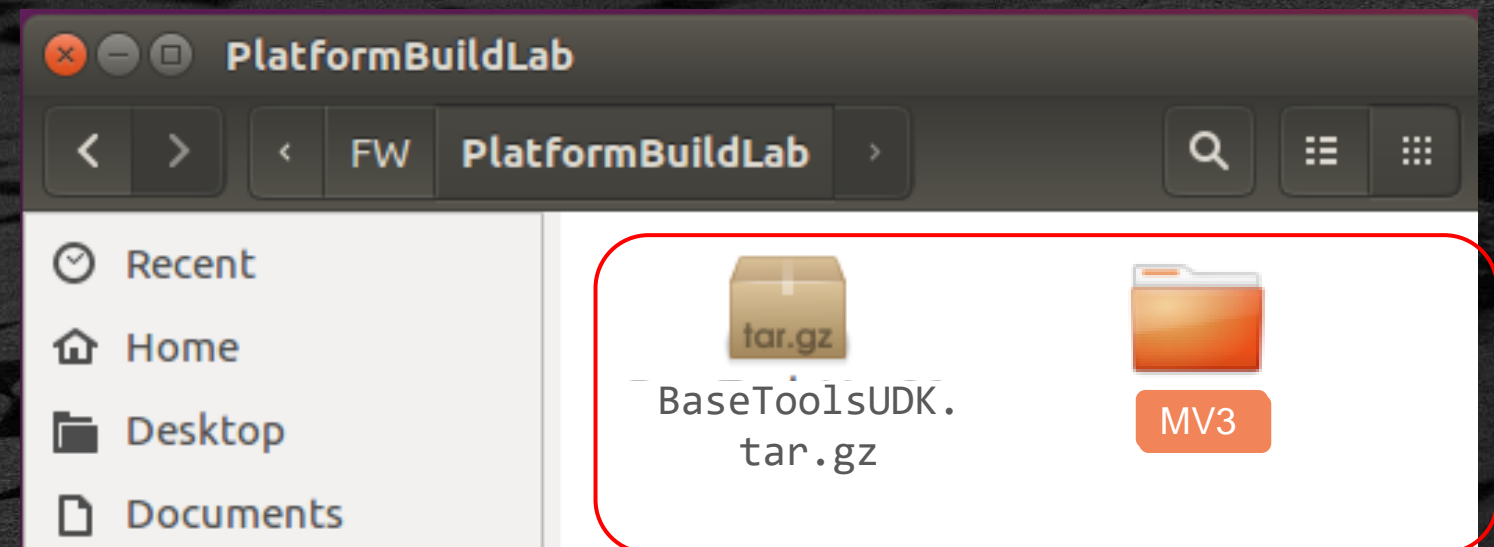 PlatformBuildLab
FW PlatformBuildLab
Recent
Home
Desktop
Documents
tar.gz
BaseToolsUDK.
tar.gz
MV3